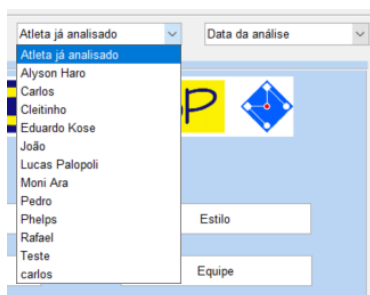 Atleta já analisado
Data da análise
Atleta já analisado
Alyson Haro
Carlos
Cleitinho
Eduardo Kose
João
Lucas Palopoli
Moni Ara
Pedro
Phelps
Rafael
Teste
carlos
P
Estilo
Equipe